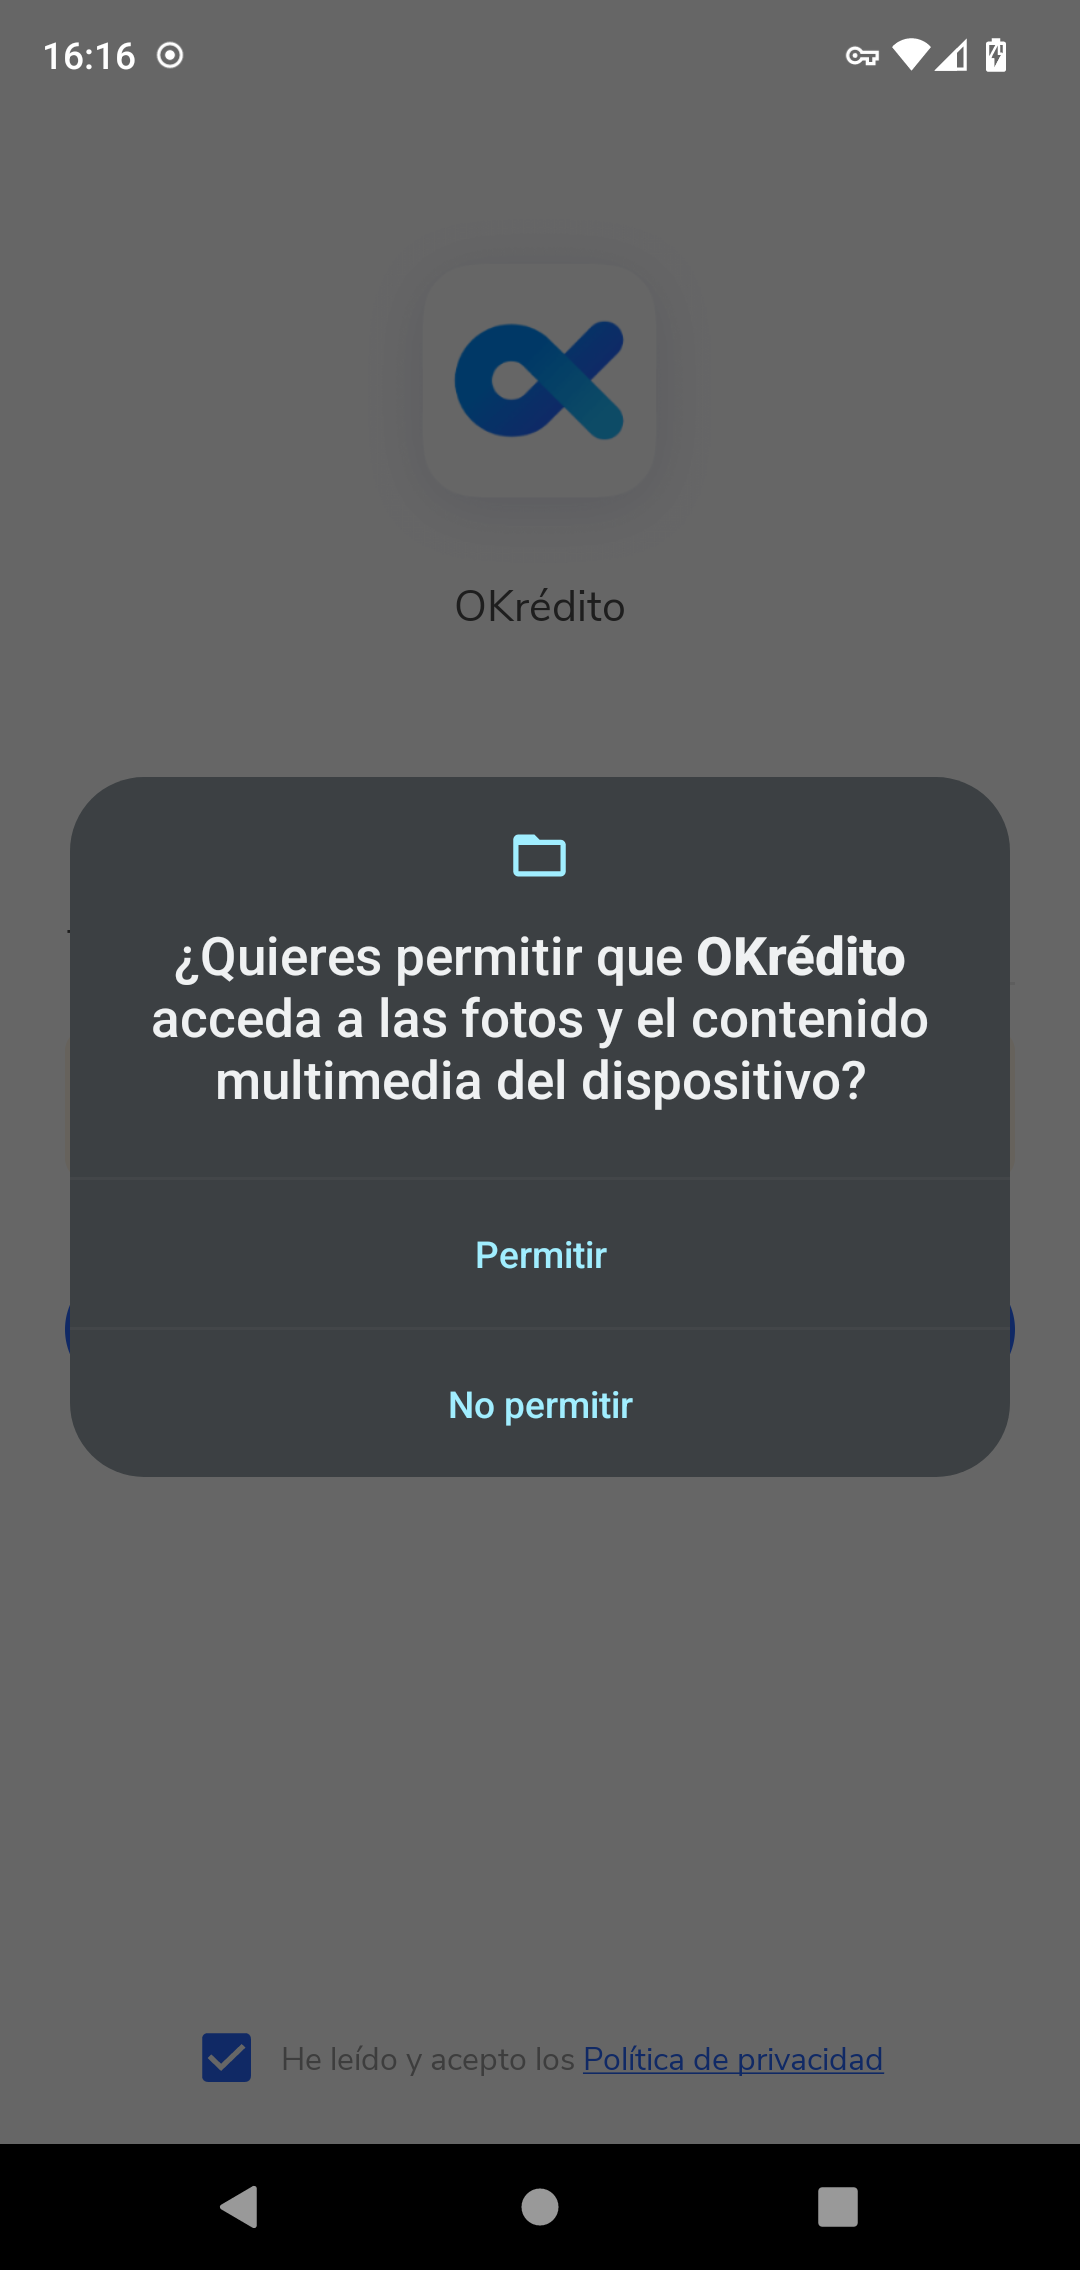 16:16
OKrédito
¿Quieres permitir que OKrédito
acceda a las fotos y el contenido
multimedia del dispositivo?
Permitir
No permitir
He leído y acepto los Política de privacidad